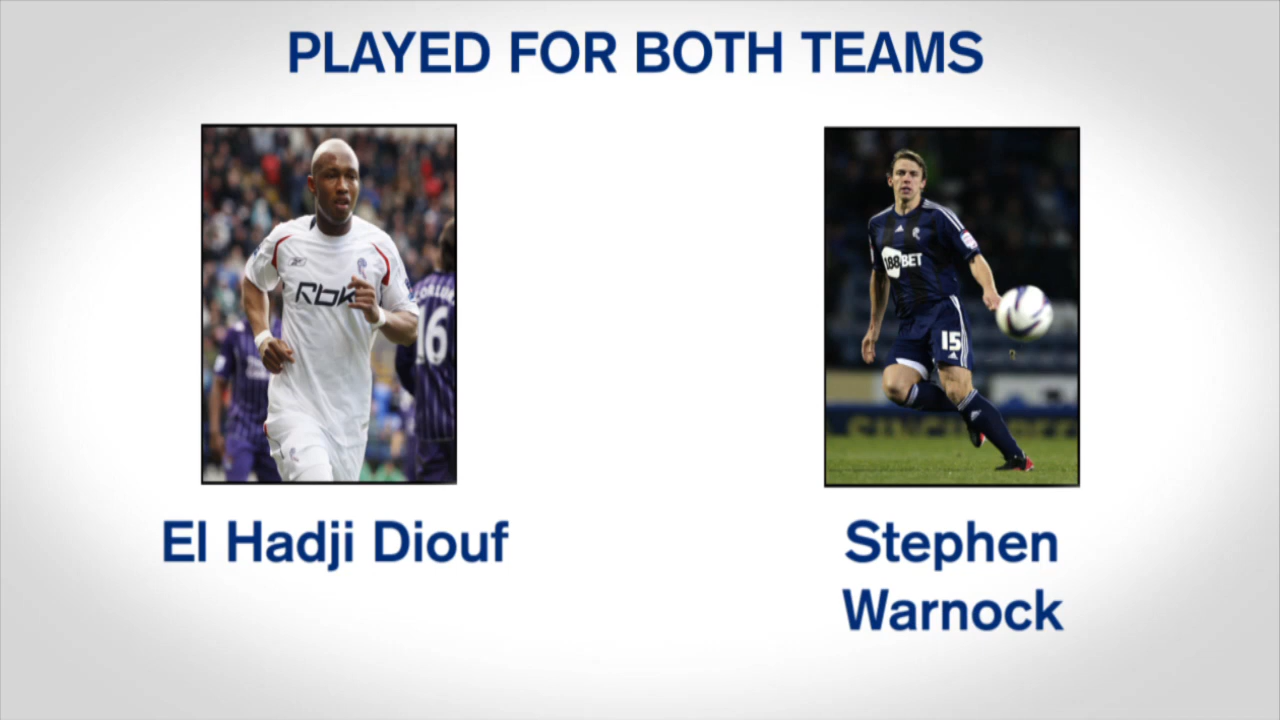 PLAYED FOR BOTH TEAMS
Rbk
16
188BET
15
El Hadji Diouf
Stephen
Warnock